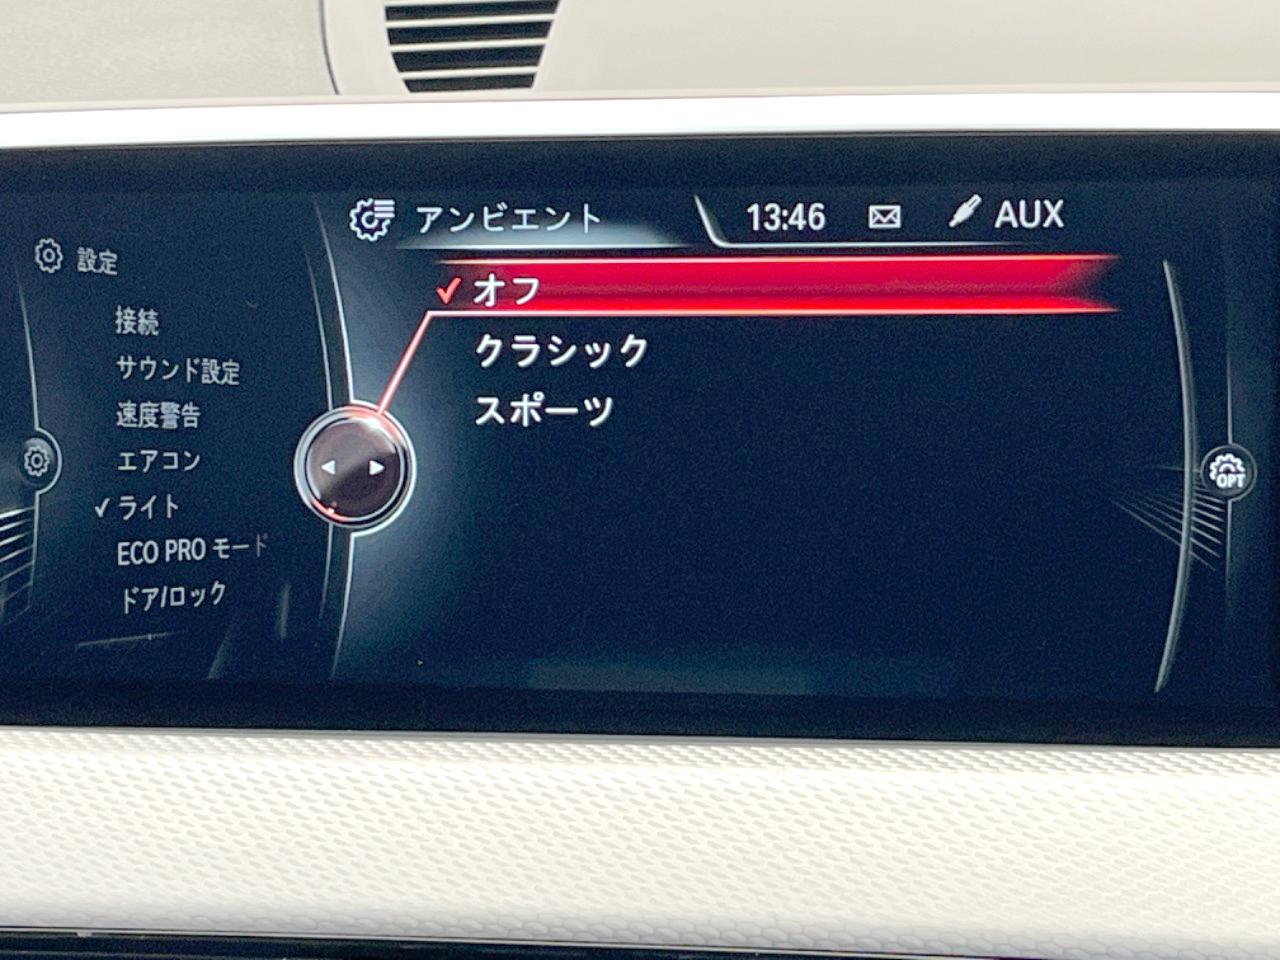 アンビエント
13:46
AUX
オフ
クラシック
スポーツ
設定
接続
サウンド設定
速度警告
エアコン
ライト
ECO PRO モード
ドア/ロック
OPT